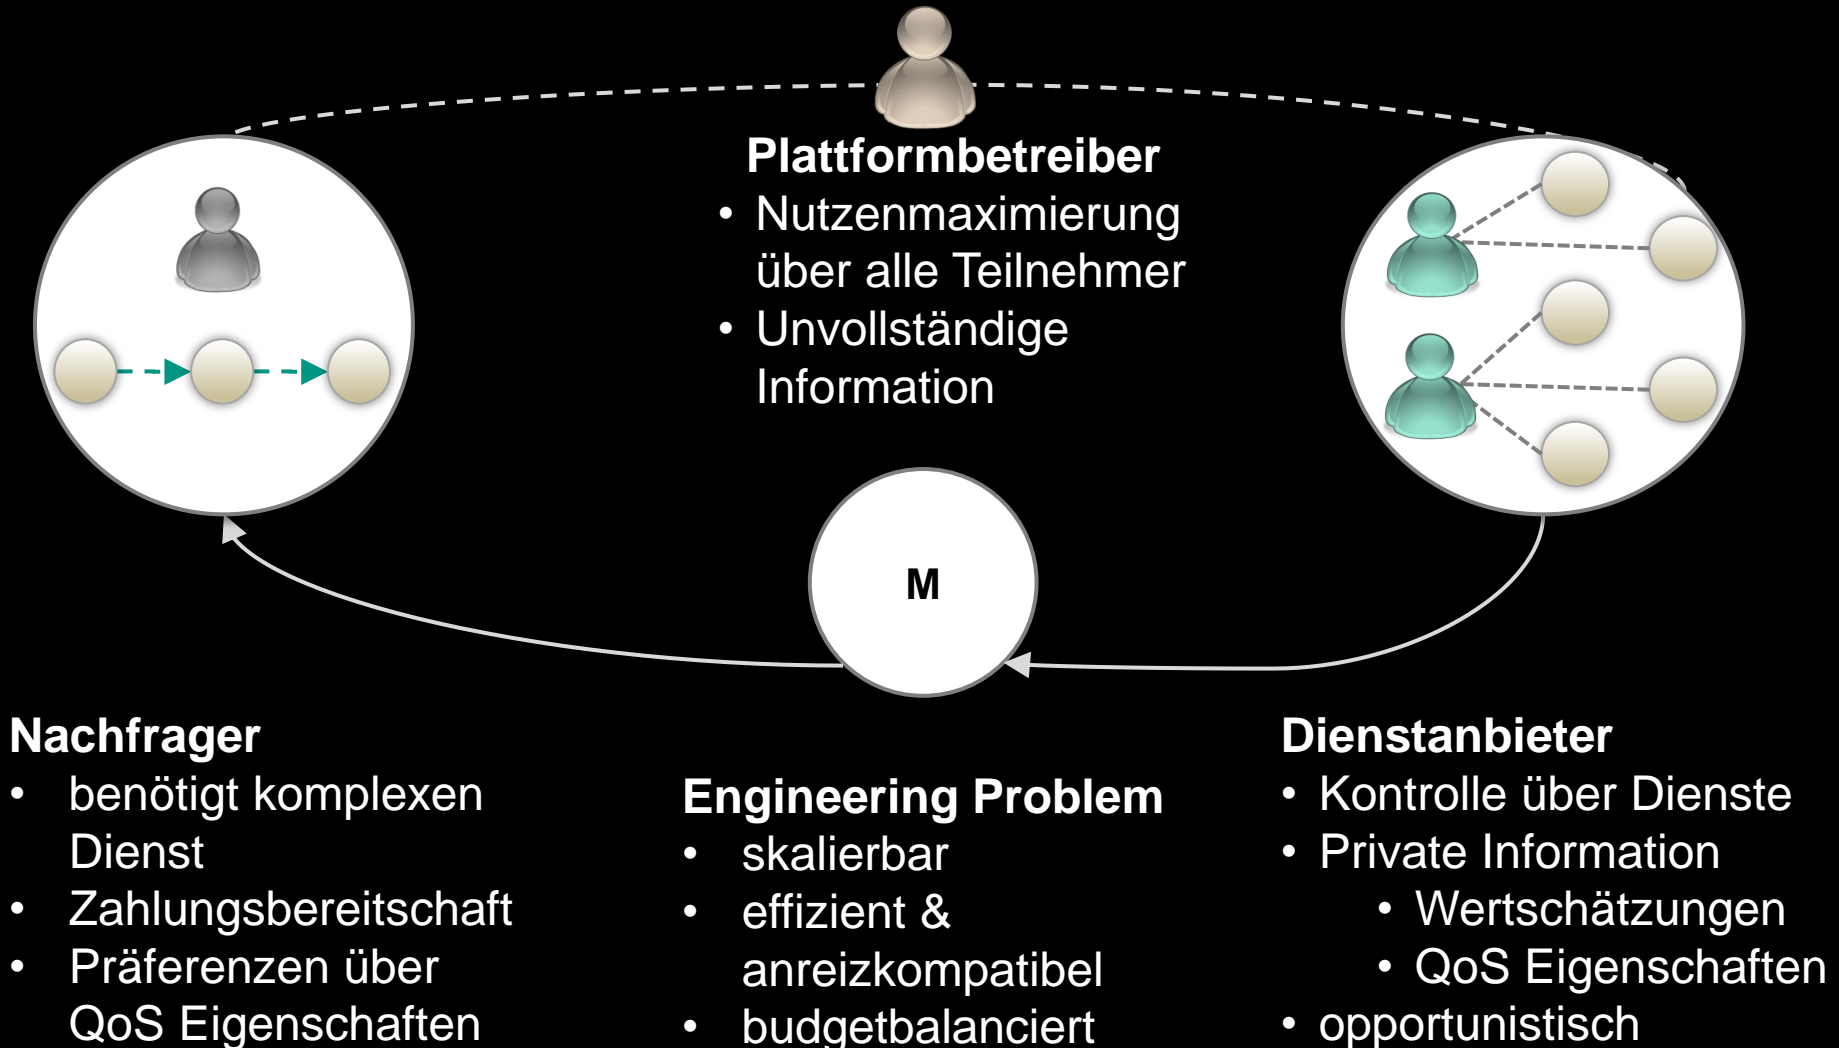 Plattformbetreiber
• Nutzenmaximierung
über alle Teilnehmer
• Unvollständige
Information
M
Nachfrager
• benötigt komplexen
Dienst
• Zahlungsbereitschaft
• Präferenzen über
QoS Eigenschaften
Engineering Problem
• skalierbar
• effizient &
anreizkompatibel
• budgetbalanciert
Dienstanbieter
• Kontrolle über Dienste
• Private Information
• Wertschätzungen
• QoS Eigenschaften
• opportunistisch